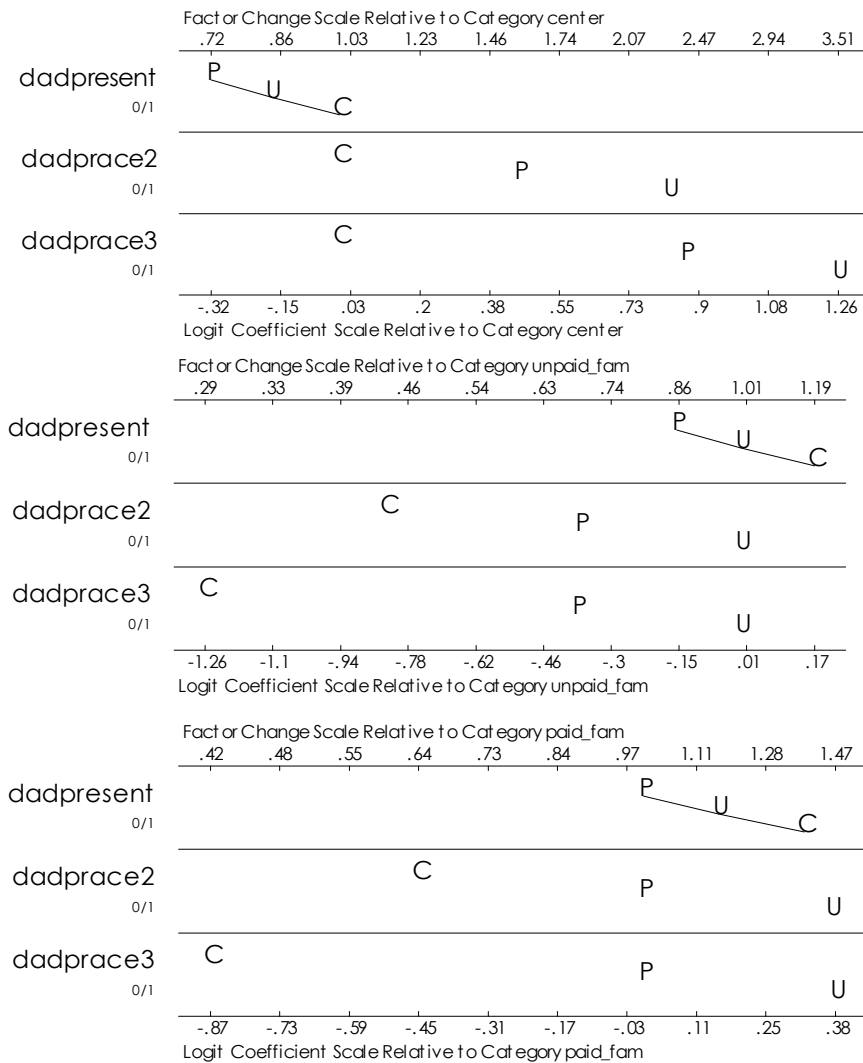 Factor Change Scale Relative to Category center
.72 .86 1.03 1.23 1.46 1.74 2.07 2.47 2.94 3.51
dadpresent P U C
0/1
dadprace2 C P U
0/1
dadprace3 C P U
0/1
-.32 -.15 .03 .2 .38 .55 .73 .9 1.08 1.26
Logit Coefficient Scale Relative to Category center
Factor Change Scale Relative to Category unpaid_fam
.29 .33 .39 .46 .54 .63 .74 .86 1.01 1.19
dadpresent P U C
0/1
dadprace2 C P U
0/1
dadprace3 C P U
0/1
-1.26 -1.1 -.94 -.78 -.62 -.46 -.3 -.15 .01 .17
Logit Coefficient Scale Relative to Category unpaid_fam
Factor Change Scale Relative to Category paid_fam
.42 .48 .55 .64 .73 .84 .97 1.11 1.28 1.47
dadpresent P U C
0/1
dadprace2 C P U
0/1
dadprace3 C P U
0/1
-.87 -.73 -.59 -.45 -.31 -.17 -.03 .11 .25 .38
Logit Coefficient Scale Relative to Category paid_fam